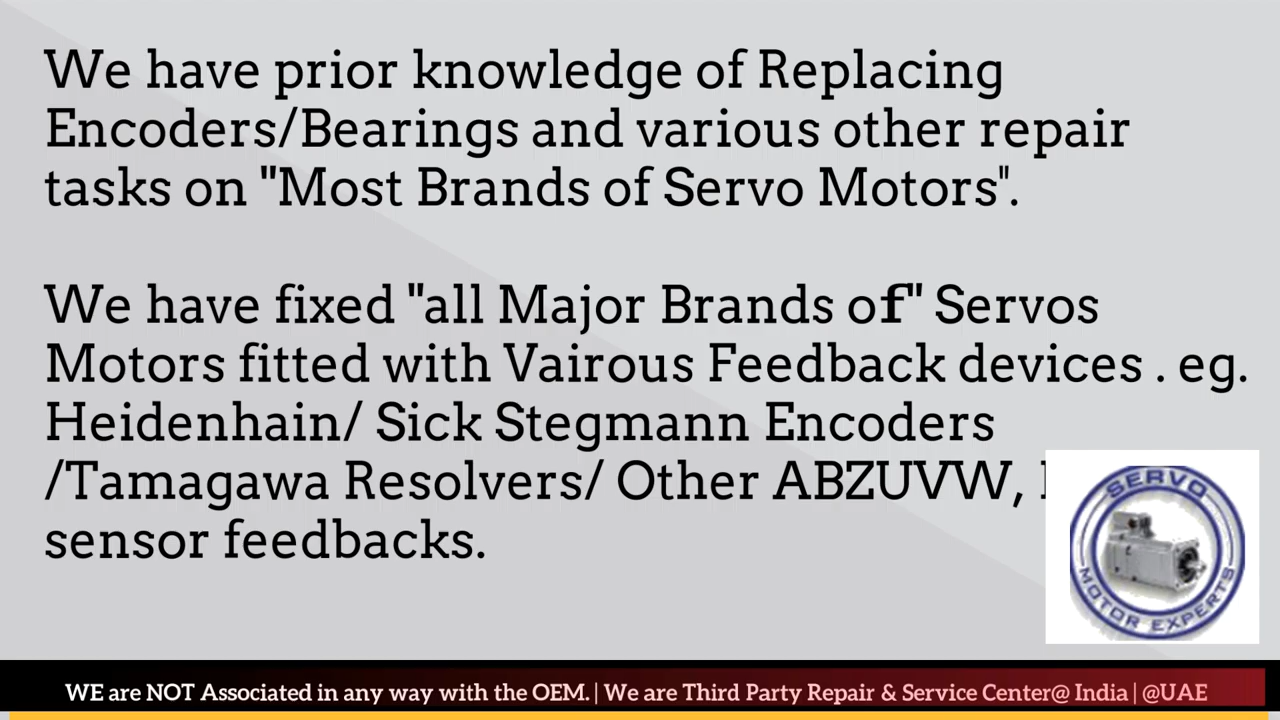 We have prior knowledge of Replacing
Encoders/Bearings and various other repair
tasks on "Most Brands of Servo Motors".
We have fixed "all Major Brands of" Servos
Motors fitted with Vairous Feedback devices . eg.
Heidenhain/ Sick Stegmann Encoders
/Tamagawa Resolvers/ Other ABZUVW,
sensor feedbacks.
SERVO
MOTOR EXPERTS
WE are NOT Associated in any way with the OEM. | We are Third Party Repair & Service Center@ India | @UAE